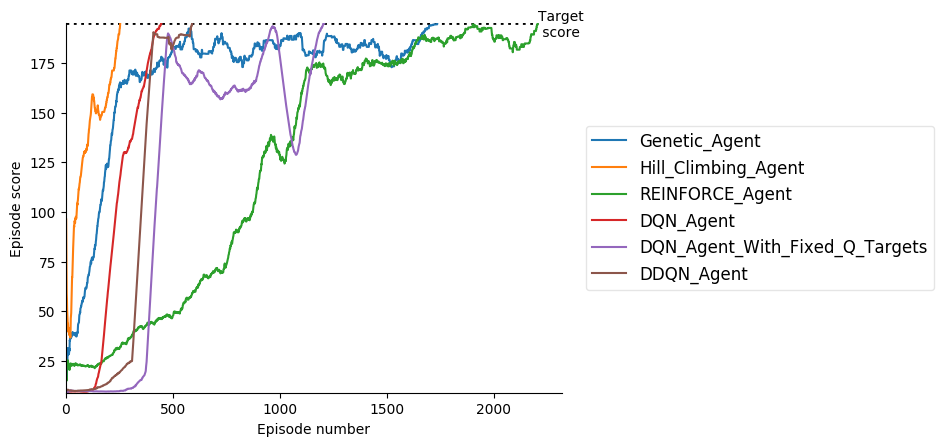 Target
score
175
150
125
100
75
50
25
Episode score
0
500
1000
1500
2000
Episode number
Genetic_Agent
Hill_Climbing_Agent
REINFORCE_Agent
DQN_Agent
DQN_Agent_With_Fixed_Q_Targets
DDQN_Agent